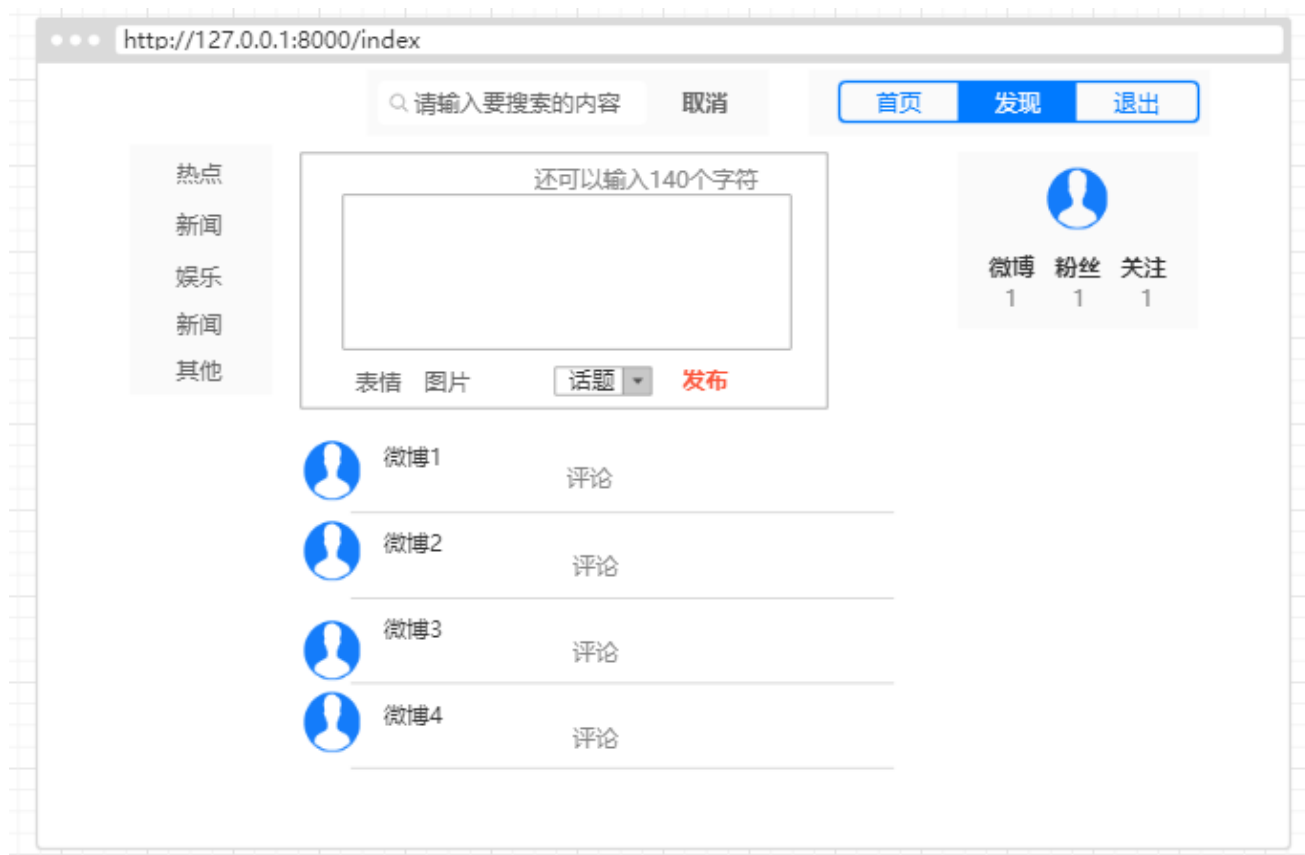 http://127.0.0.1:8000/index
请输入要搜索的内容 取消
首页 发现 退出
热点
新闻
娱乐
新闻
其他
还可以输入140个字符
表情 图片 话题 发布
微博 粉丝 关注
1 1 1
微博1
评论
微博2
评论
微博3
评论
微博4
评论